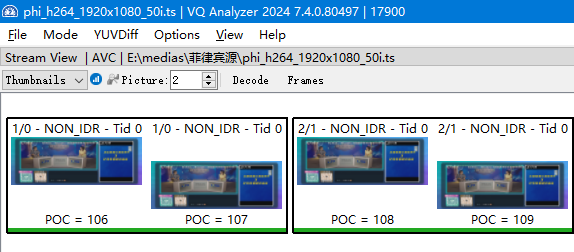 phi_h264_1920x1080_50i.ts | VQ Analyzer 2024 7.4.0.80497 | 17900
File Mode YUVDiff Options View Help
Stream View | AVC | E:\medias\菲律宾源\phi_h264_1920x1080_50i.ts
Thumbnails Picture: 2 Decode Frames
1/0 - NON_IDR - Tid 0 1/0 - NON_IDR - Tid 0 2/1 - NON_IDR - Tid 0 2/1 - NON_IDR - Tid 0
POC = 106 POC = 107 POC = 108 POC = 109